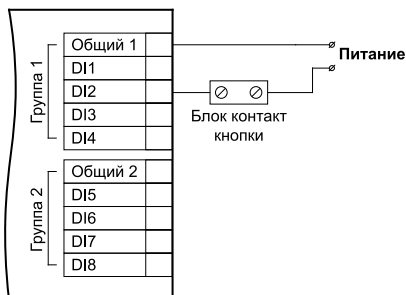 Группа 1
Общий 1
DI1
DI2
DI3
DI4
Питание
Блок контакт
кнопки
Группа 2
Общий 2
DI5
DI6
DI7
DI8